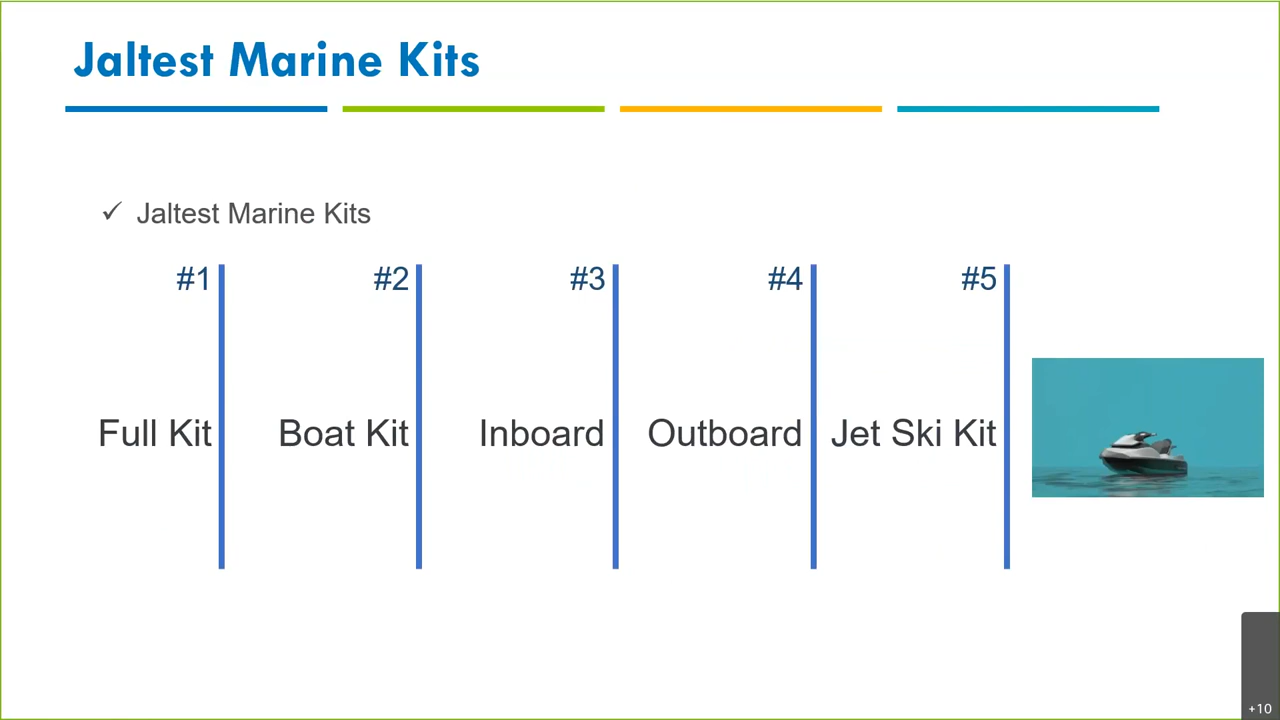 Jaltest Marine Kits
✓ Jaltest Marine Kits
#1 #2 #3 #4 #5
Full Kit Boat Kit Inboard Outboard Jet Ski Kit
+10